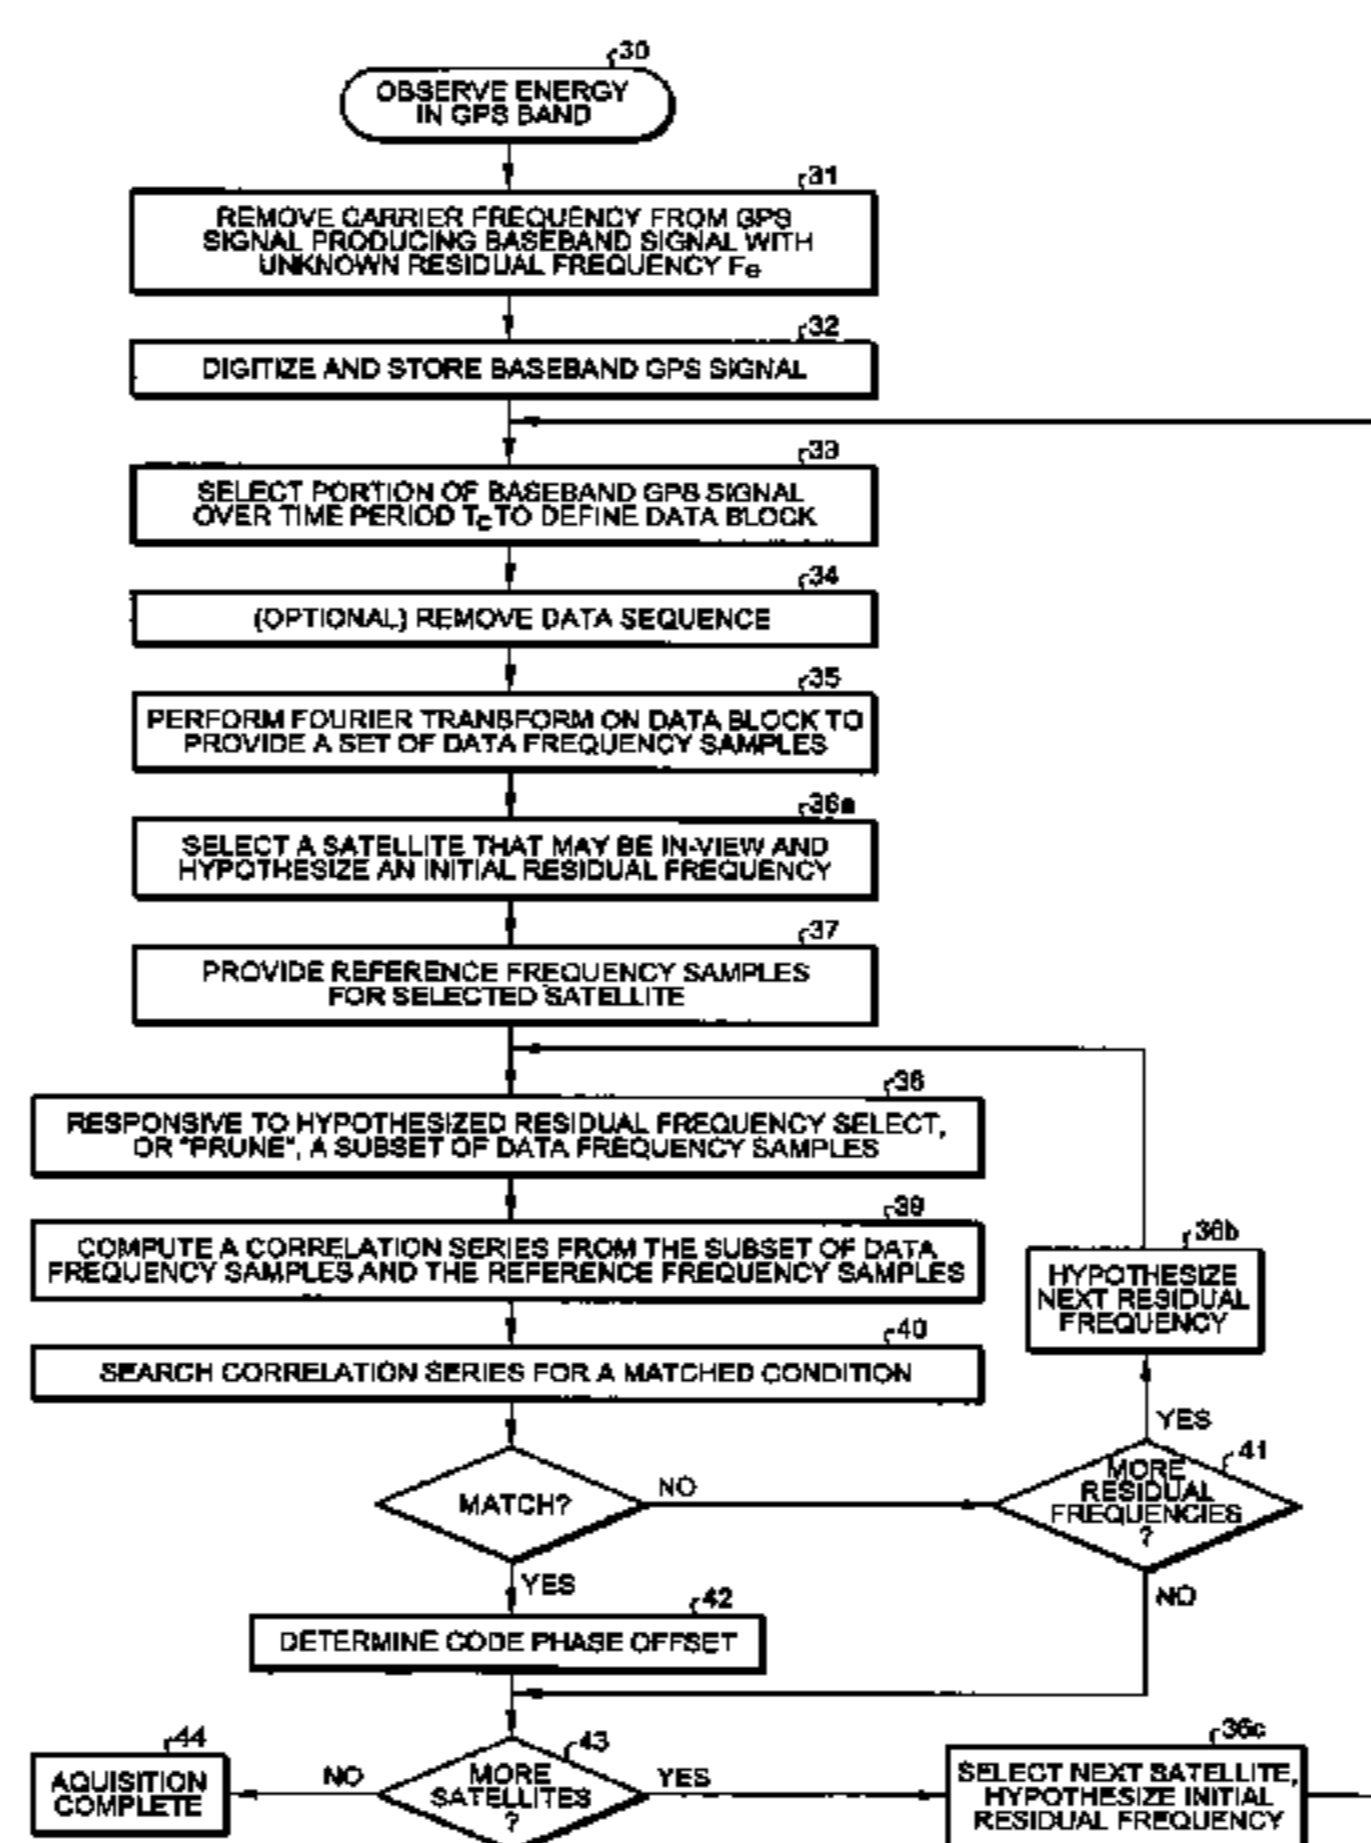 30
OBSERVE ENERGY
IN GPS BAND
31
REMOVE CARRIER FREQUENCY FROM GPS
SIGNAL PRODUCING BASEBAND SIGNAL WITH
UNKNOWN RESIDUAL FREQUENCY Fe
32
DIGITIZE AND STORE BASEBAND GPS SIGNAL
33
SELECT PORTION OF BASEBAND GPS SIGNAL
OVER TIME PERIOD Tc TO DEFINE DATA BLOCK
34
(OPTIONAL) REMOVE DATA SEQUENCE
35
PERFORM FOURIER TRANSFORM ON DATA BLOCK TO
PROVIDE A SET OF DATA FREQUENCY SAMPLES
36a
SELECT A SATELLITE THAT MAY BE IN-VIEW AND
HYPOTHESIZE AN INITIAL RESIDUAL FREQUENCY
37
PROVIDE REFERENCE FREQUENCY SAMPLES
FOR SELECTED SATELLITE
38
RESPONSIVE TO HYPOTHESIZED RESIDUAL FREQUENCY SELECT,
OR "PRUNE", A SUBSET OF DATA FREQUENCY SAMPLES
39
COMPUTE A CORRELATION SERIES FROM THE SUBSET OF DATA
FREQUENCY SAMPLES AND THE REFERENCE FREQUENCY SAMPLES
36b
HYPOTHESIZE
NEXT RESIDUAL
FREQUENCY
40
SEARCH CORRELATION SERIES FOR A MATCHED CONDITION
YES
41
MORE
RESIDUAL
FREQUENCIES
?
MATCH?
NO
YES
NO
42
DETERMINE CODE PHASE OFFSET
44
AQUISITION
COMPLETE
NO
43
MORE
SATELLITES
?
YES
36c
SELECT NEXT SATELLITE,
HYPOTHESIZE INITIAL
RESIDUAL FREQUENCY